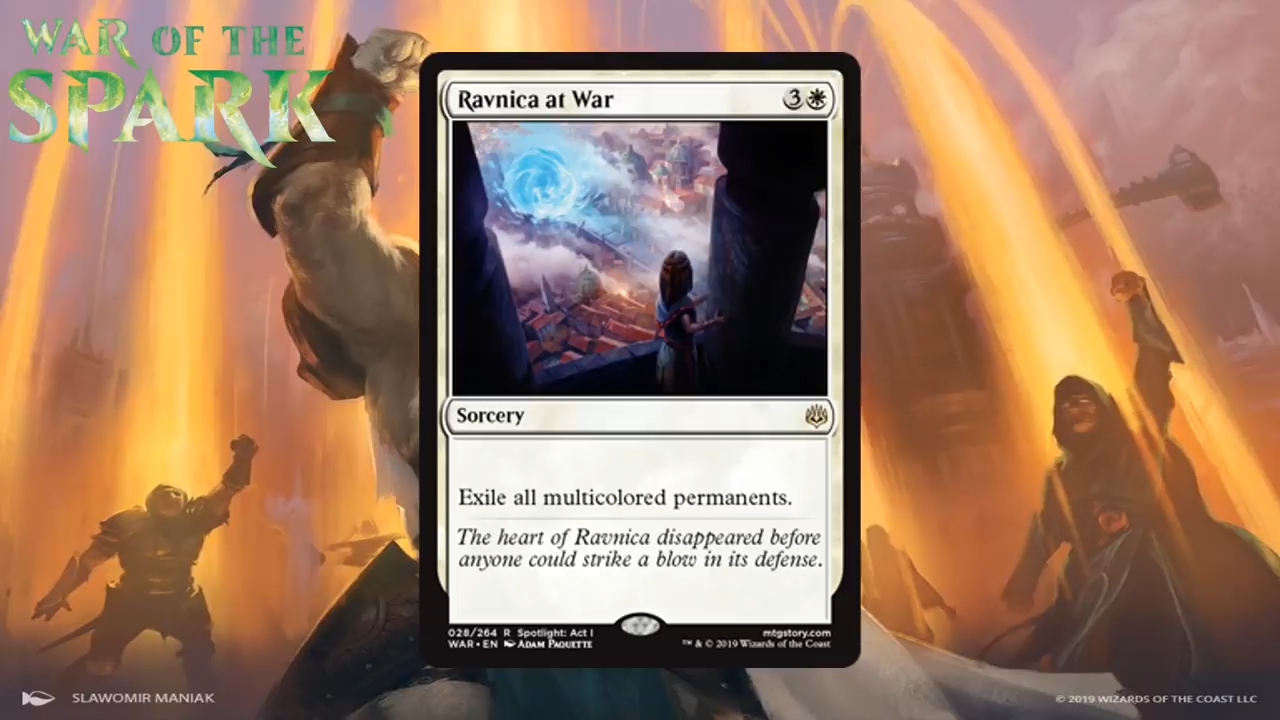 WAR OF THE
SPARK
Ravnica at War 3
Sorcery
Exile all multicolored permanents.
The heart of Ravnica disappeared before
anyone could strike a blow in its defense.
028/264 R Spotlight: Act I mtgstory.com
WAR • EN ADAM PAQUETTE ™ & © 2019 Wizards of the Coast
SLAWOMIR MANIAK © 2019 WIZARDS OF THE COAST LLC